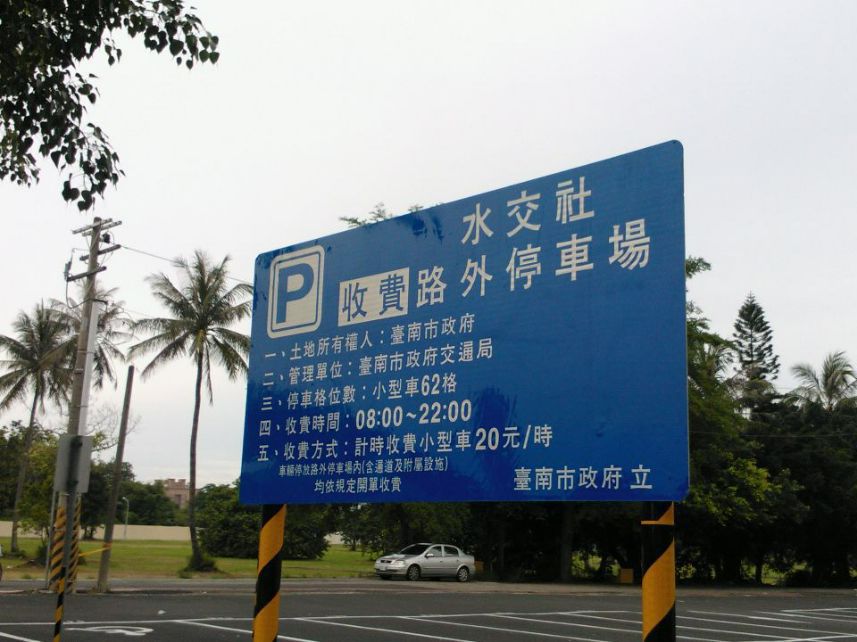 水交社
P 收費路外停車場
一、土地所有權人：臺南市政府
二、管理單位：臺南市政府交通局
三、停車格位數：小型車62格
四、收費時間：08:00~22:00
五、收費方式：計時收費小型車20元/時
車輛停放路外停車場內(含通道及附屬設施)
均依規定開單收費
臺南市政府 立